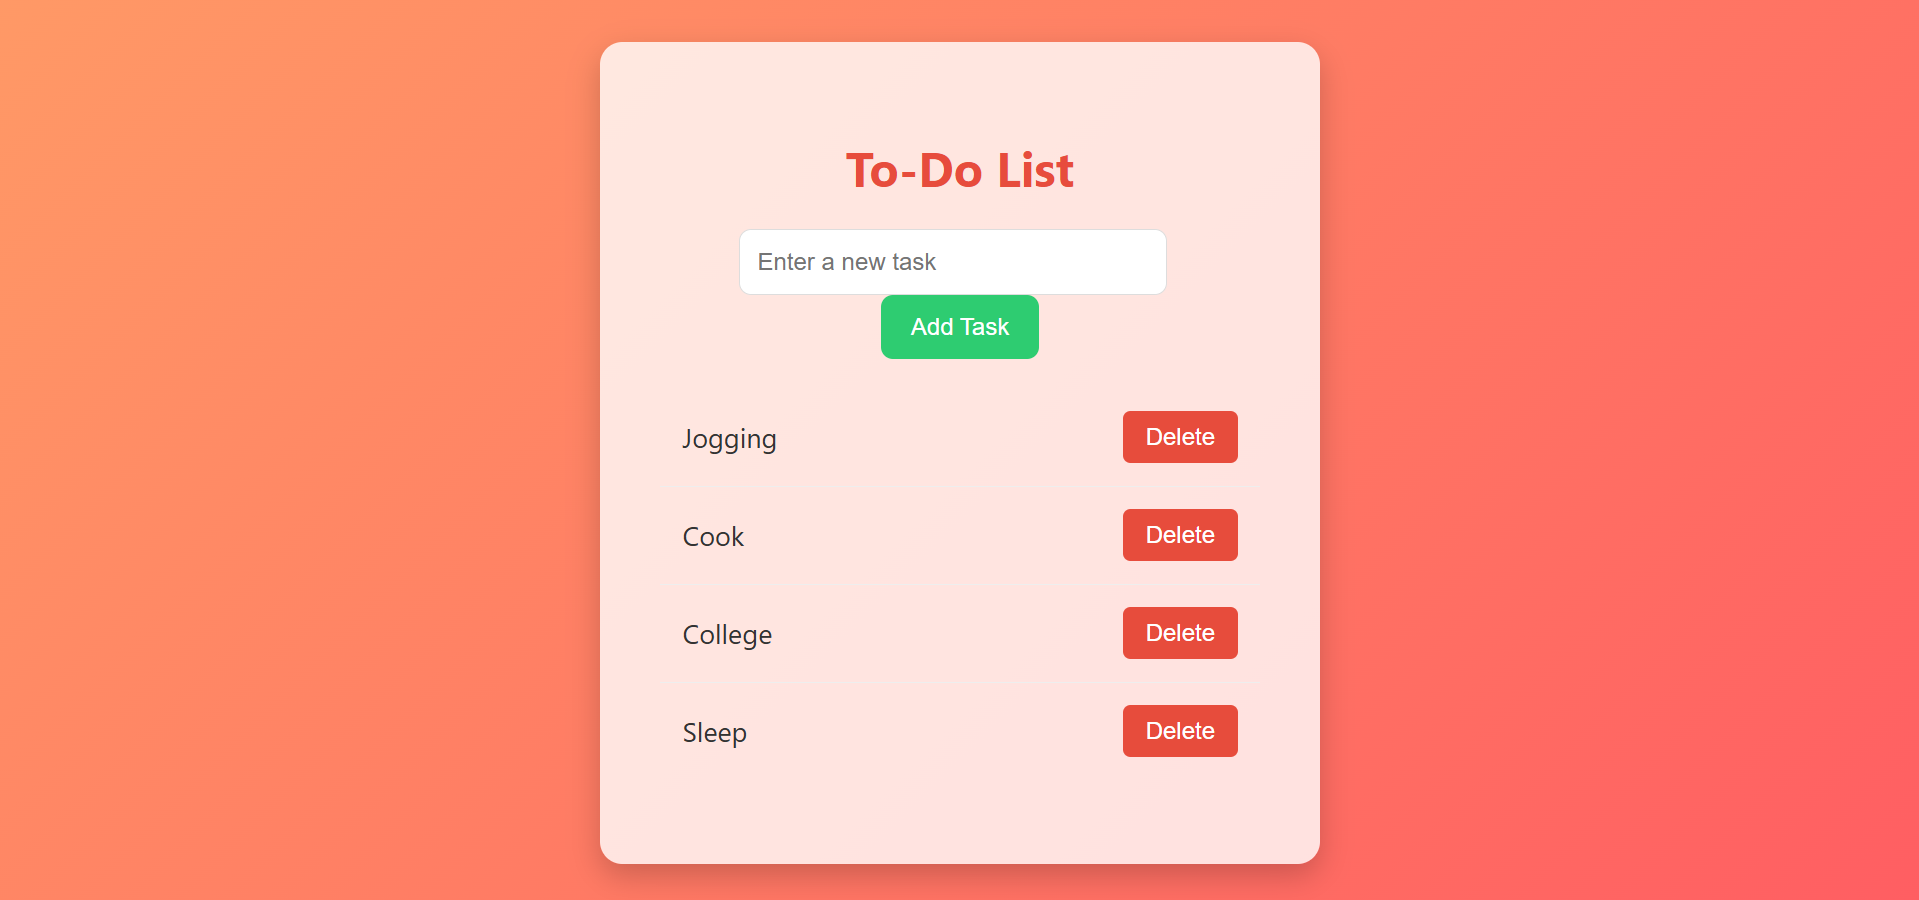 To-Do List
Enter a new task
Add Task
Jogging Delete
Cook Delete
College Delete
Sleep Delete